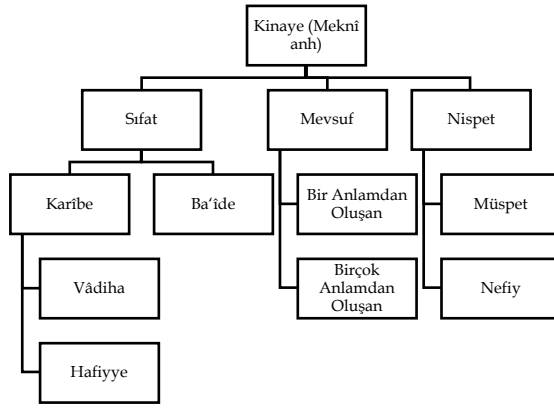 Kinaye (Meknî
anh)
Sıfat
Mevsuf
Nispet
Karîbe
Ba‘îde
Bir Anlamdan
Oluşan
Müspet
Vâdiha
Birçok
Anlamdan
Oluşan
Nefiy
Hafiyye